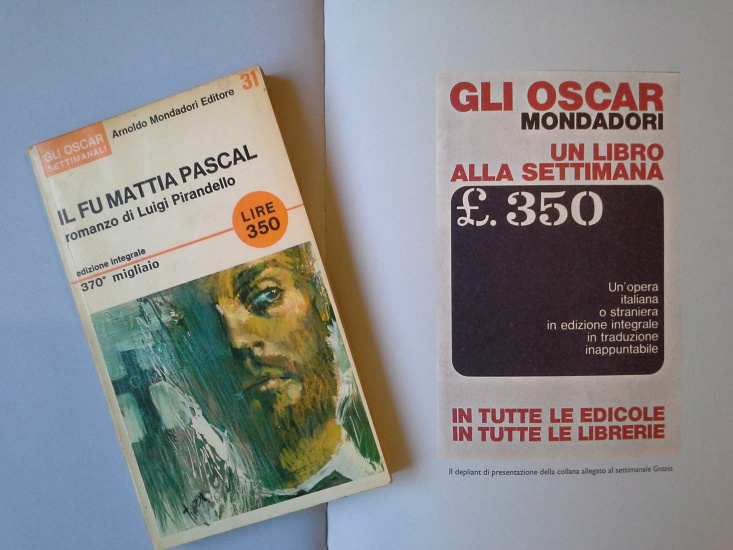 31
GLI OSCAR
SETTIMANALI
Arnoldo Mondadori Editore
IL FU MATTIA PASCAL
romanzo di Luigi Pirandello
LIRE
350
edizione integrale
370° migliaio
GLI OSCAR
MONDADORI
UN LIBRO
ALLA SETTIMANA
£. 350
Un'opera
italiana
o straniera
in edizione integrale
in traduzione
inappuntabile
IN TUTTE LE EDICOLE
IN TUTTE LE LIBRERIE
Il depliant di presentazione della collana allegato al settimanale Grazia.